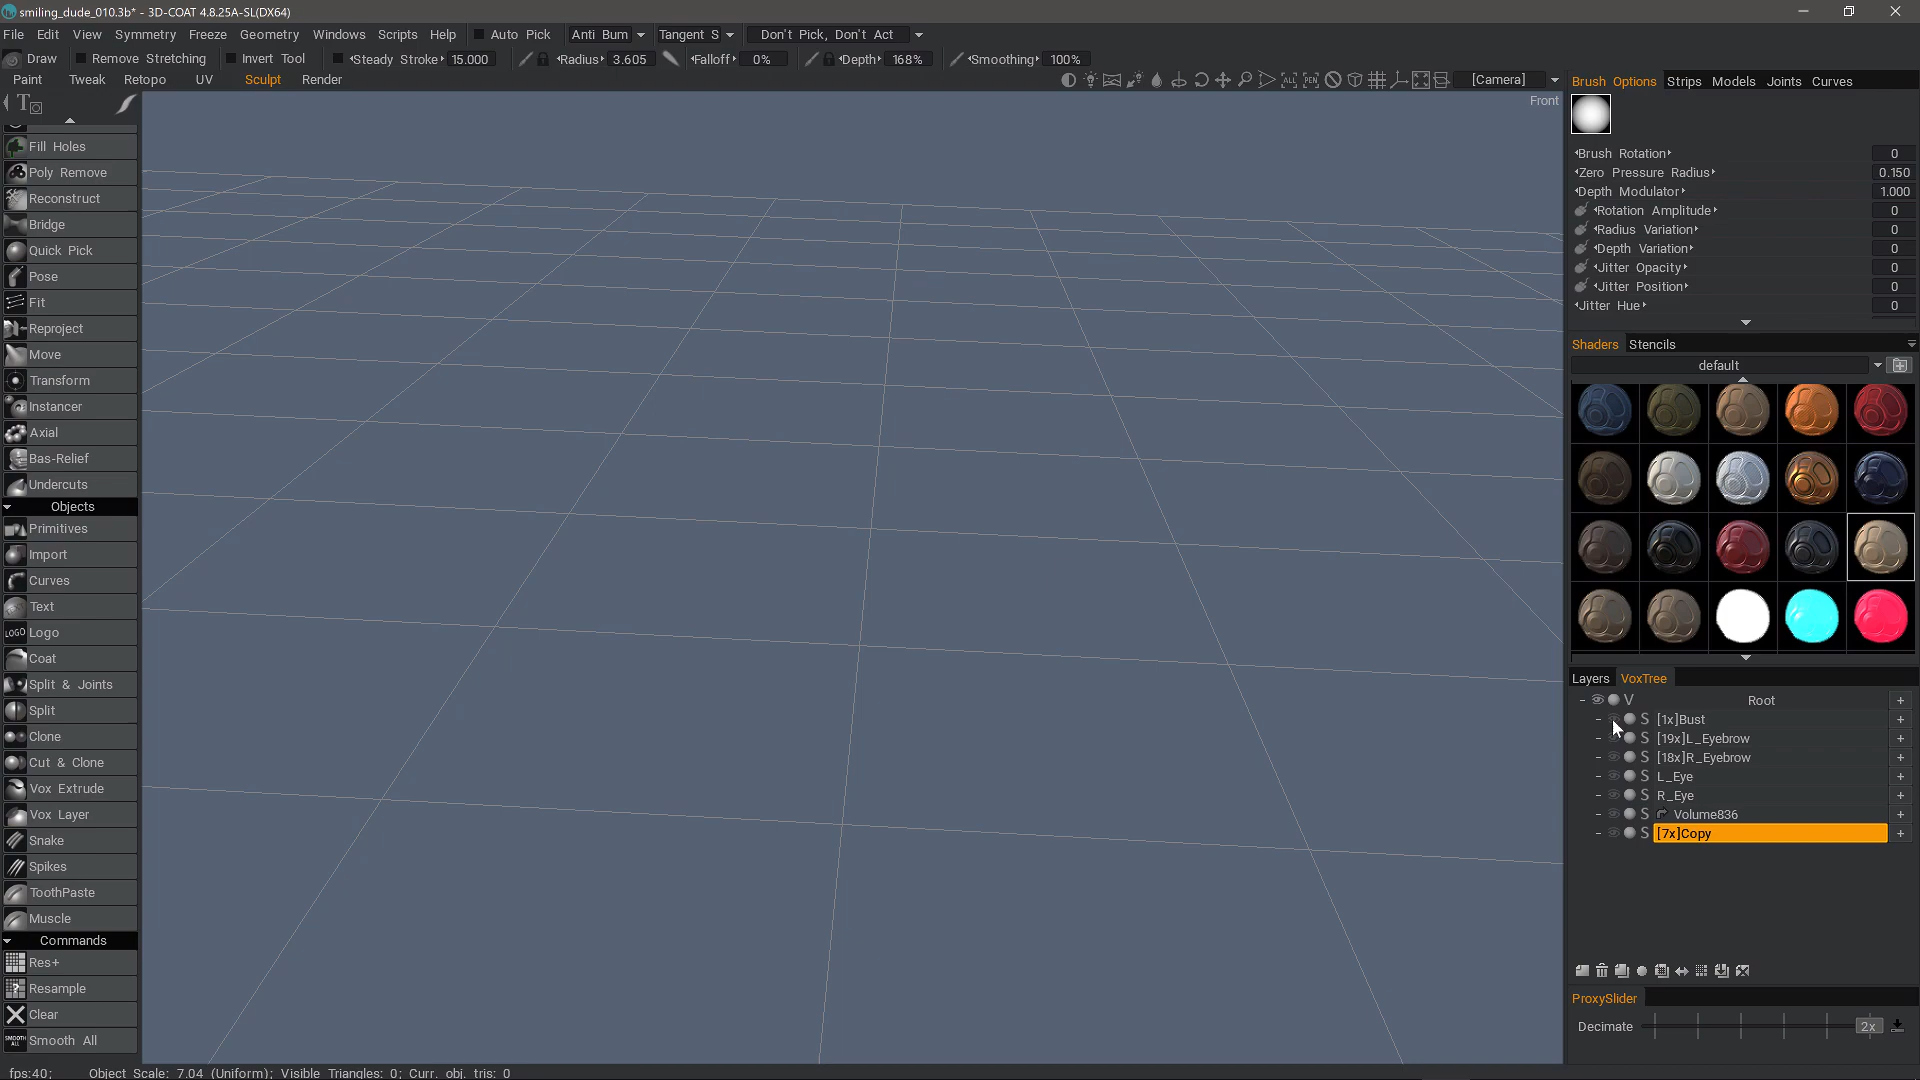 smiling_dude_010.3b* - 3D-COAT 4.8.25A-SL(DX64)
File Edit View Symmetry Freeze Geometry Windows Scripts Help Auto Pick Anti Bum Tangent S Don't Pick, Don't Act
Draw Remove Stretching Invert Tool Steady Stroke 15.000 Radius 3.605 Falloff 0% Depth 168% Smoothing 100%
Paint Tweak Retopo UV Sculpt Render [Camera]
Front
Fill Holes
Poly Remove
Reconstruct
Bridge
Quick Pick
Pose
Fit
Reproject
Move
Transform
Instancer
Axial
Bas-Relief
Undercuts
Objects
Primitives
Import
Curves
Text
LOGO Logo
Coat
Split & Joints
Split
Clone
Cut & Clone
Vox Extrude
Vox Layer
Snake
Spikes
ToothPaste
Muscle
Commands
Res+
Resample
Clear
SMOOTH ALL Smooth All
Brush Options Strips Models Joints Curves
Brush Rotation 0
Zero Pressure Radius 0.150
Depth Modulator 1.000
Rotation Amplitude 0
Radius Variation 0
Depth Variation 0
Jitter Opacity 0
Jitter Position 0
Jitter Hue 0
Shaders Stencils
default
Layers VoxTree
V Root +
S [1x]Bust +
S [19x]L_Eyebrow +
S [18x]R_Eyebrow +
S L_Eye +
S R_Eye +
S Volume836 +
S [7x]Copy +
ProxySlider
Decimate 2x
fps:40; Object Scale: 7.04 (Uniform); Visible Triangles: 0; Curr. obj. tris: 0